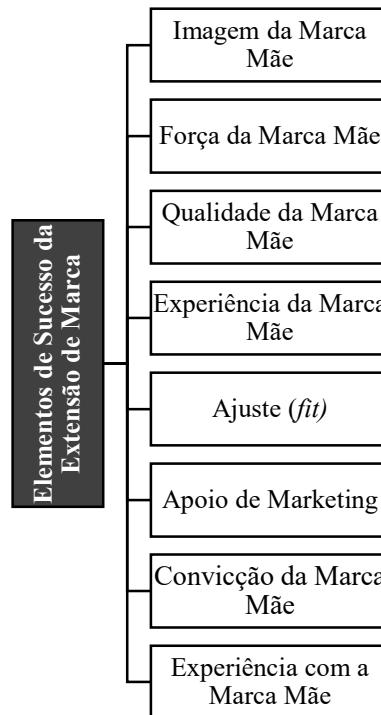 Elementos de Sucesso da
Extensão de Marca
Imagem da Marca
Mãe
Força da Marca Mãe
Qualidade da Marca
Mãe
Experiência da Marca
Mãe
Ajuste (fit)
Apoio de Marketing
Convicção da Marca
Mãe
Experiência com a
Marca Mãe